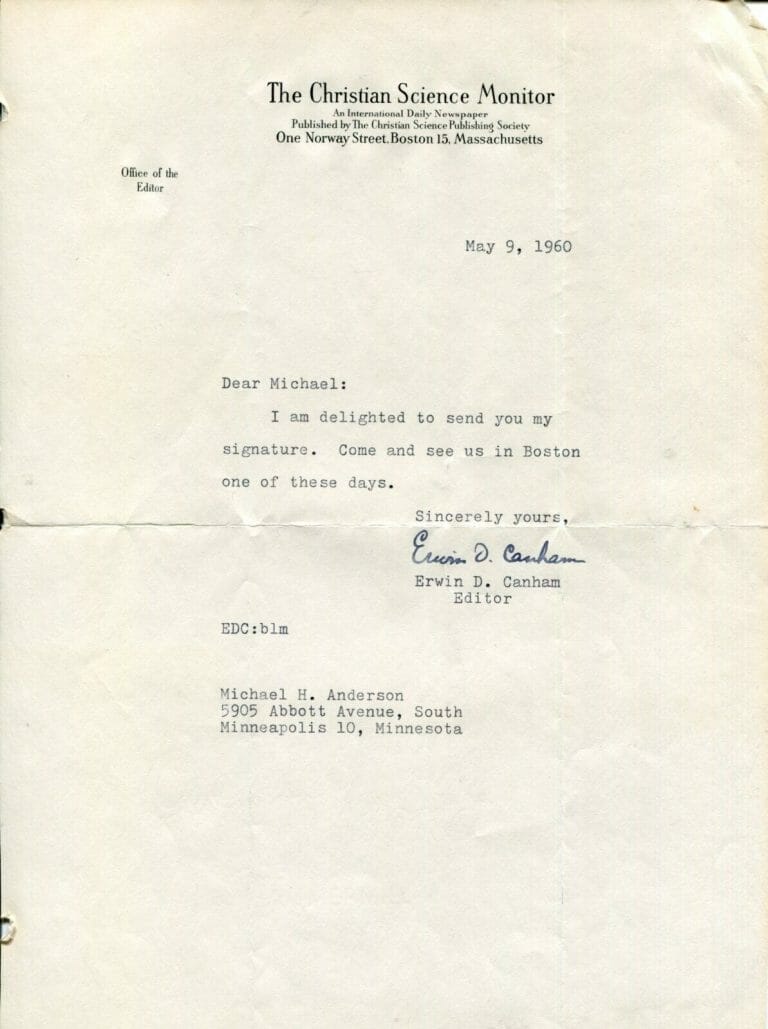 The Christian Science Monitor
An International Daily Newspaper
Published by The Christian Science Publishing Society
One Norway Street, Boston 15, Massachusetts
Office of the
Editor
May 9, 1960
Dear Michael:
I am delighted to send you my
signature. Come and see us in Boston
one of these days.
Sincerely yours,
Erwin D. Canham
Erwin D. Canham
Editor
EDC:blm
Michael H. Anderson
5905 Abbott Avenue, South
Minneapolis 10, Minnesota